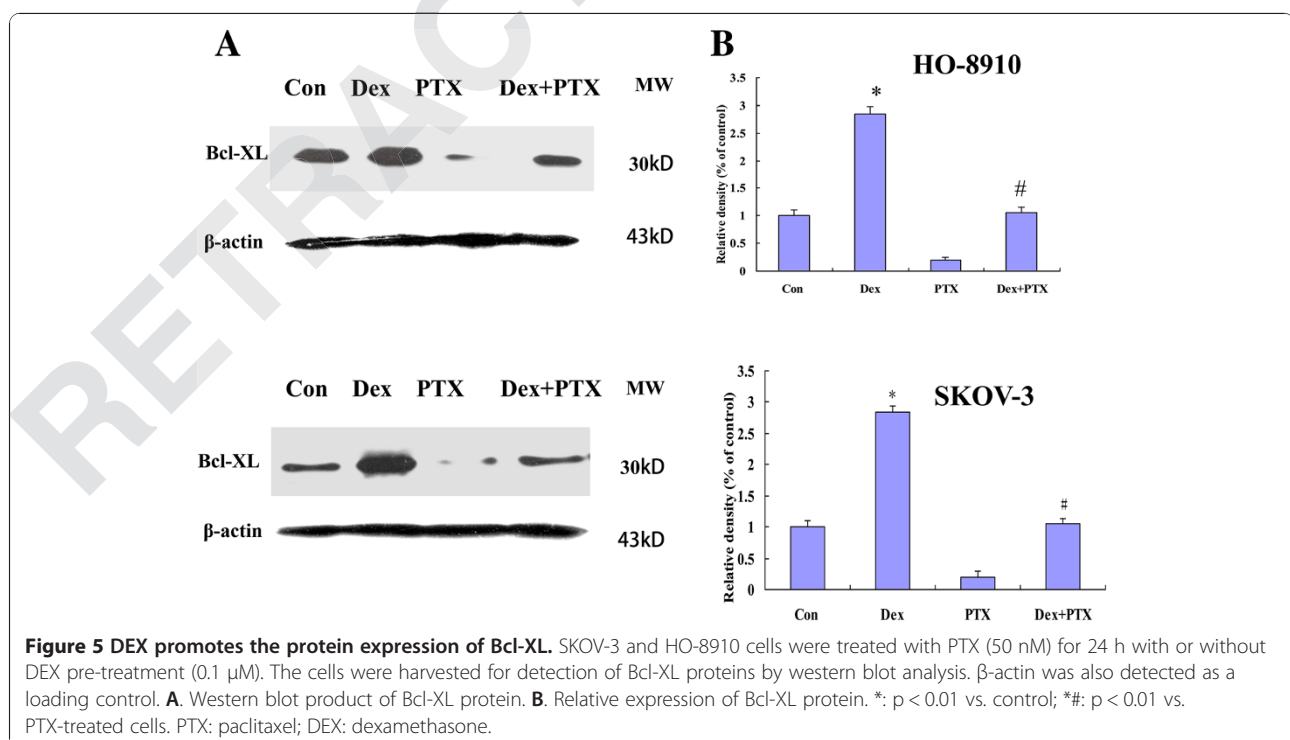 A
Con Dex PTX Dex+PTX MW
Bcl-XL
30kD
β-actin
43kD
Con Dex PTX Dex+PTX MW
Bcl-XL
30kD
β-actin
43kD
B
HO-8910
Relative density (% of control)
3.5
3
2.5
2
1.5
1
0.5
0
*
#
Con Dex PTX Dex+PTX
SKOV-3
Relative density (% of control)
3.5
3
2.5
2
1.5
1
0.5
0
*
#
Con Dex PTX Dex+PTX
Figure 5 DEX promotes the protein expression of Bcl-XL. SKOV-3 and HO-8910 cells were treated with PTX (50 nM) for 24 h with or without
DEX pre-treatment (0.1 μM). The cells were harvested for detection of Bcl-XL proteins by western blot analysis. β-actin was also detected as a
loading control. A. Western blot product of Bcl-XL protein. B. Relative expression of Bcl-XL protein. *: p < 0.01 vs. control; *#: p < 0.01 vs.
PTX-treated cells. PTX: paclitaxel; DEX: dexamethasone.
RETRACT